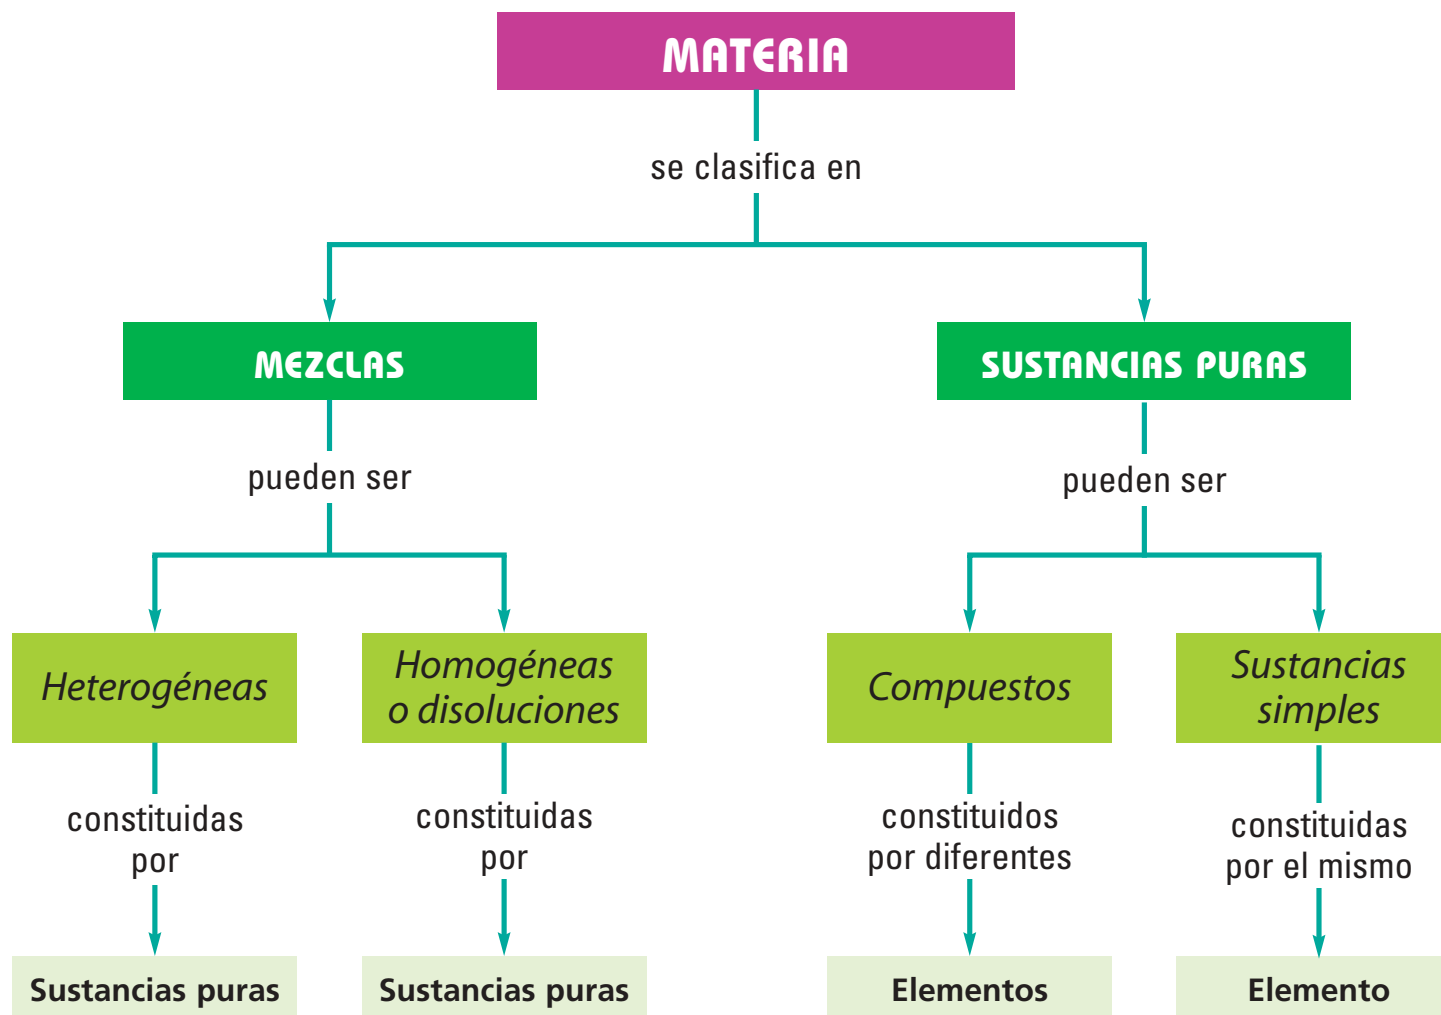 MATERIA
se clasifica en
MEZCLAS
SUSTANCIAS PURAS
pueden ser
pueden ser
Heterogéneas
Homogéneas
o disoluciones
Compuestos
Sustancias
simples
constituidas
por
constituidas
por
constituidos
por diferentes
constituidas
por el mismo
Sustancias puras
Sustancias puras
Elementos
Elemento